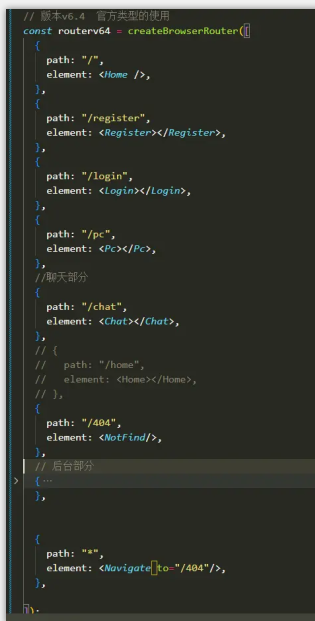 // 版本v6.4  官方类型的使用
const routerv64 = createBrowserRouter([
  {
    path: "/",
    element: <Home />,
  },
  {
    path: "/register",
    element: <Register></Register>,
  },
  {
    path: "/login",
    element: <Login></Login>,
  },
  {
    path: "/pc",
    element: <Pc></Pc>,
  },
  //聊天部分
  {
    path: "/chat",
    element: <Chat></Chat>,
  },
  // {
  //   path: "/home",
  //   element: <Home></Home>,
  // },
  {
    path: "/404",
    element: <NotFind/>,
  },
  // 后台部分
  {…
  },
  {
    path: "*",
    element: <Navigate to="/404"/>,
  },
]);